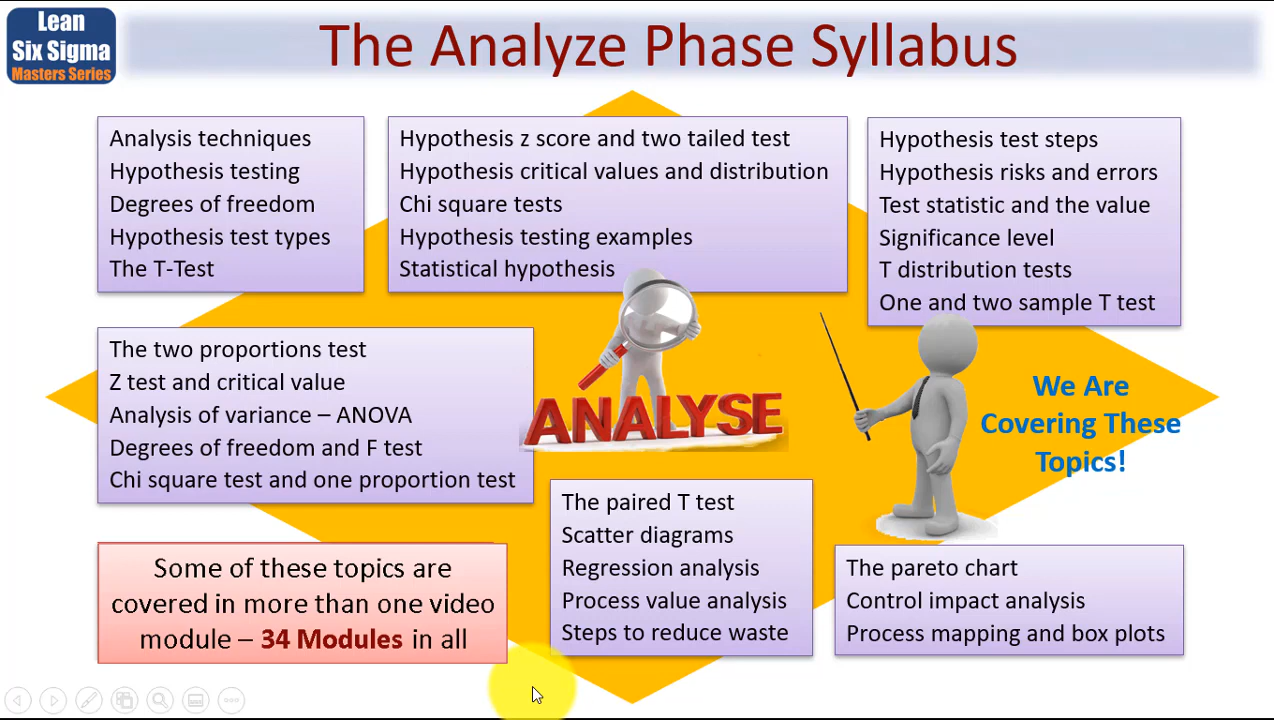 Lean
Six Sigma
Masters Series
The Analyze Phase Syllabus
Analysis techniques
Hypothesis testing
Degrees of freedom
Hypothesis test types
The T-Test
Hypothesis z score and two tailed test
Hypothesis critical values and distribution
Chi square tests
Hypothesis testing examples
Statistical hypothesis
Hypothesis test steps
Hypothesis risks and errors
Test statistic and the value
Significance level
T distribution tests
One and two sample T test
The two proportions test
Z test and critical value
Analysis of variance – ANOVA
Degrees of freedom and F test
Chi square test and one proportion test
ANALYSE
We Are
Covering These
Topics!
Some of these topics are
covered in more than one video
module – 34 Modules in all
The paired T test
Scatter diagrams
Regression analysis
Process value analysis
Steps to reduce waste
The pareto chart
Control impact analysis
Process mapping and box plots